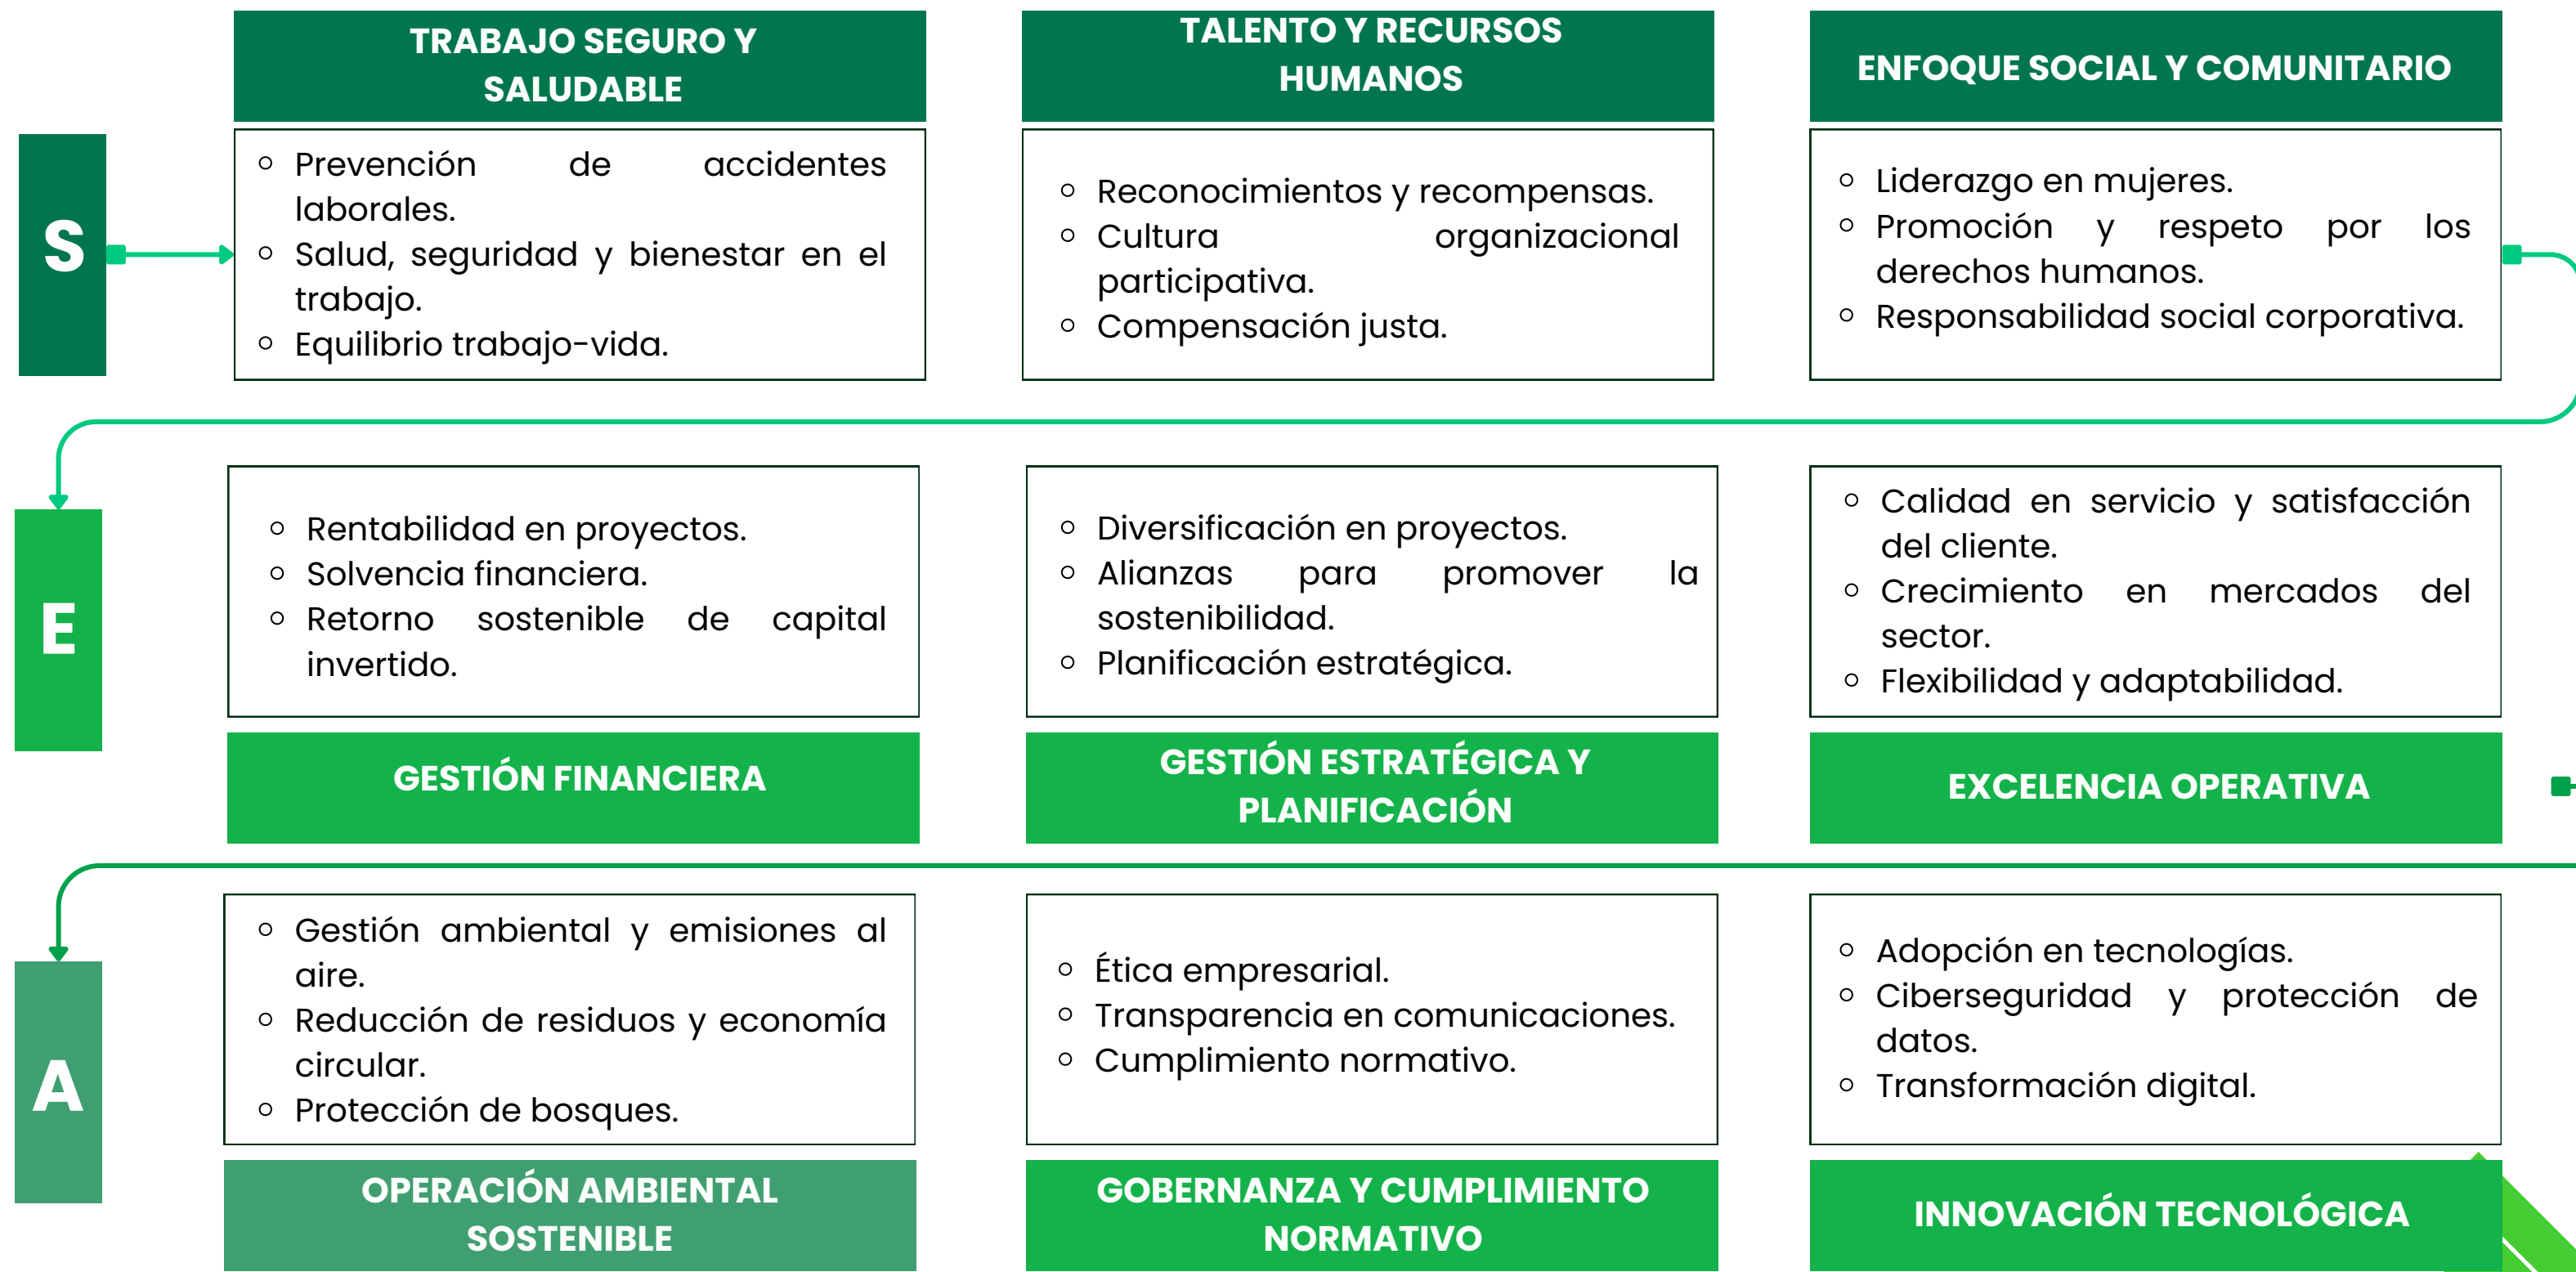 TRABAJO SEGURO Y
SALUDABLE
TALENTO Y RECURSOS
HUMANOS
ENFOQUE SOCIAL Y COMUNITARIO
S
Prevención de accidentes
laborales.
Salud, seguridad y bienestar en el
trabajo.
Equilibrio trabajo-vida.
Reconocimientos y recompensas.
Cultura organizacional
participativa.
Compensación justa.
Liderazgo en mujeres.
Promoción y respeto por los
derechos humanos.
Responsabilidad social corporativa.
E
Rentabilidad en proyectos.
Solvencia financiera.
Retorno sostenible de capital
invertido.
Diversificación en proyectos.
Alianzas para promover la
sostenibilidad.
Planificación estratégica.
Calidad en servicio y satisfacción
del cliente.
Crecimiento en mercados del
sector.
Flexibilidad y adaptabilidad.
GESTIÓN FINANCIERA
GESTIÓN ESTRATÉGICA Y
PLANIFICACIÓN
EXCELENCIA OPERATIVA
A
Gestión ambiental y emisiones al
aire.
Reducción de residuos y economía
circular.
Protección de bosques.
Ética empresarial.
Transparencia en comunicaciones.
Cumplimiento normativo.
Adopción en tecnologías.
Ciberseguridad y protección de
datos.
Transformación digital.
OPERACIÓN AMBIENTAL
SOSTENIBLE
GOBERNANZA Y CUMPLIMIENTO
NORMATIVO
INNOVACIÓN TECNOLÓGICA